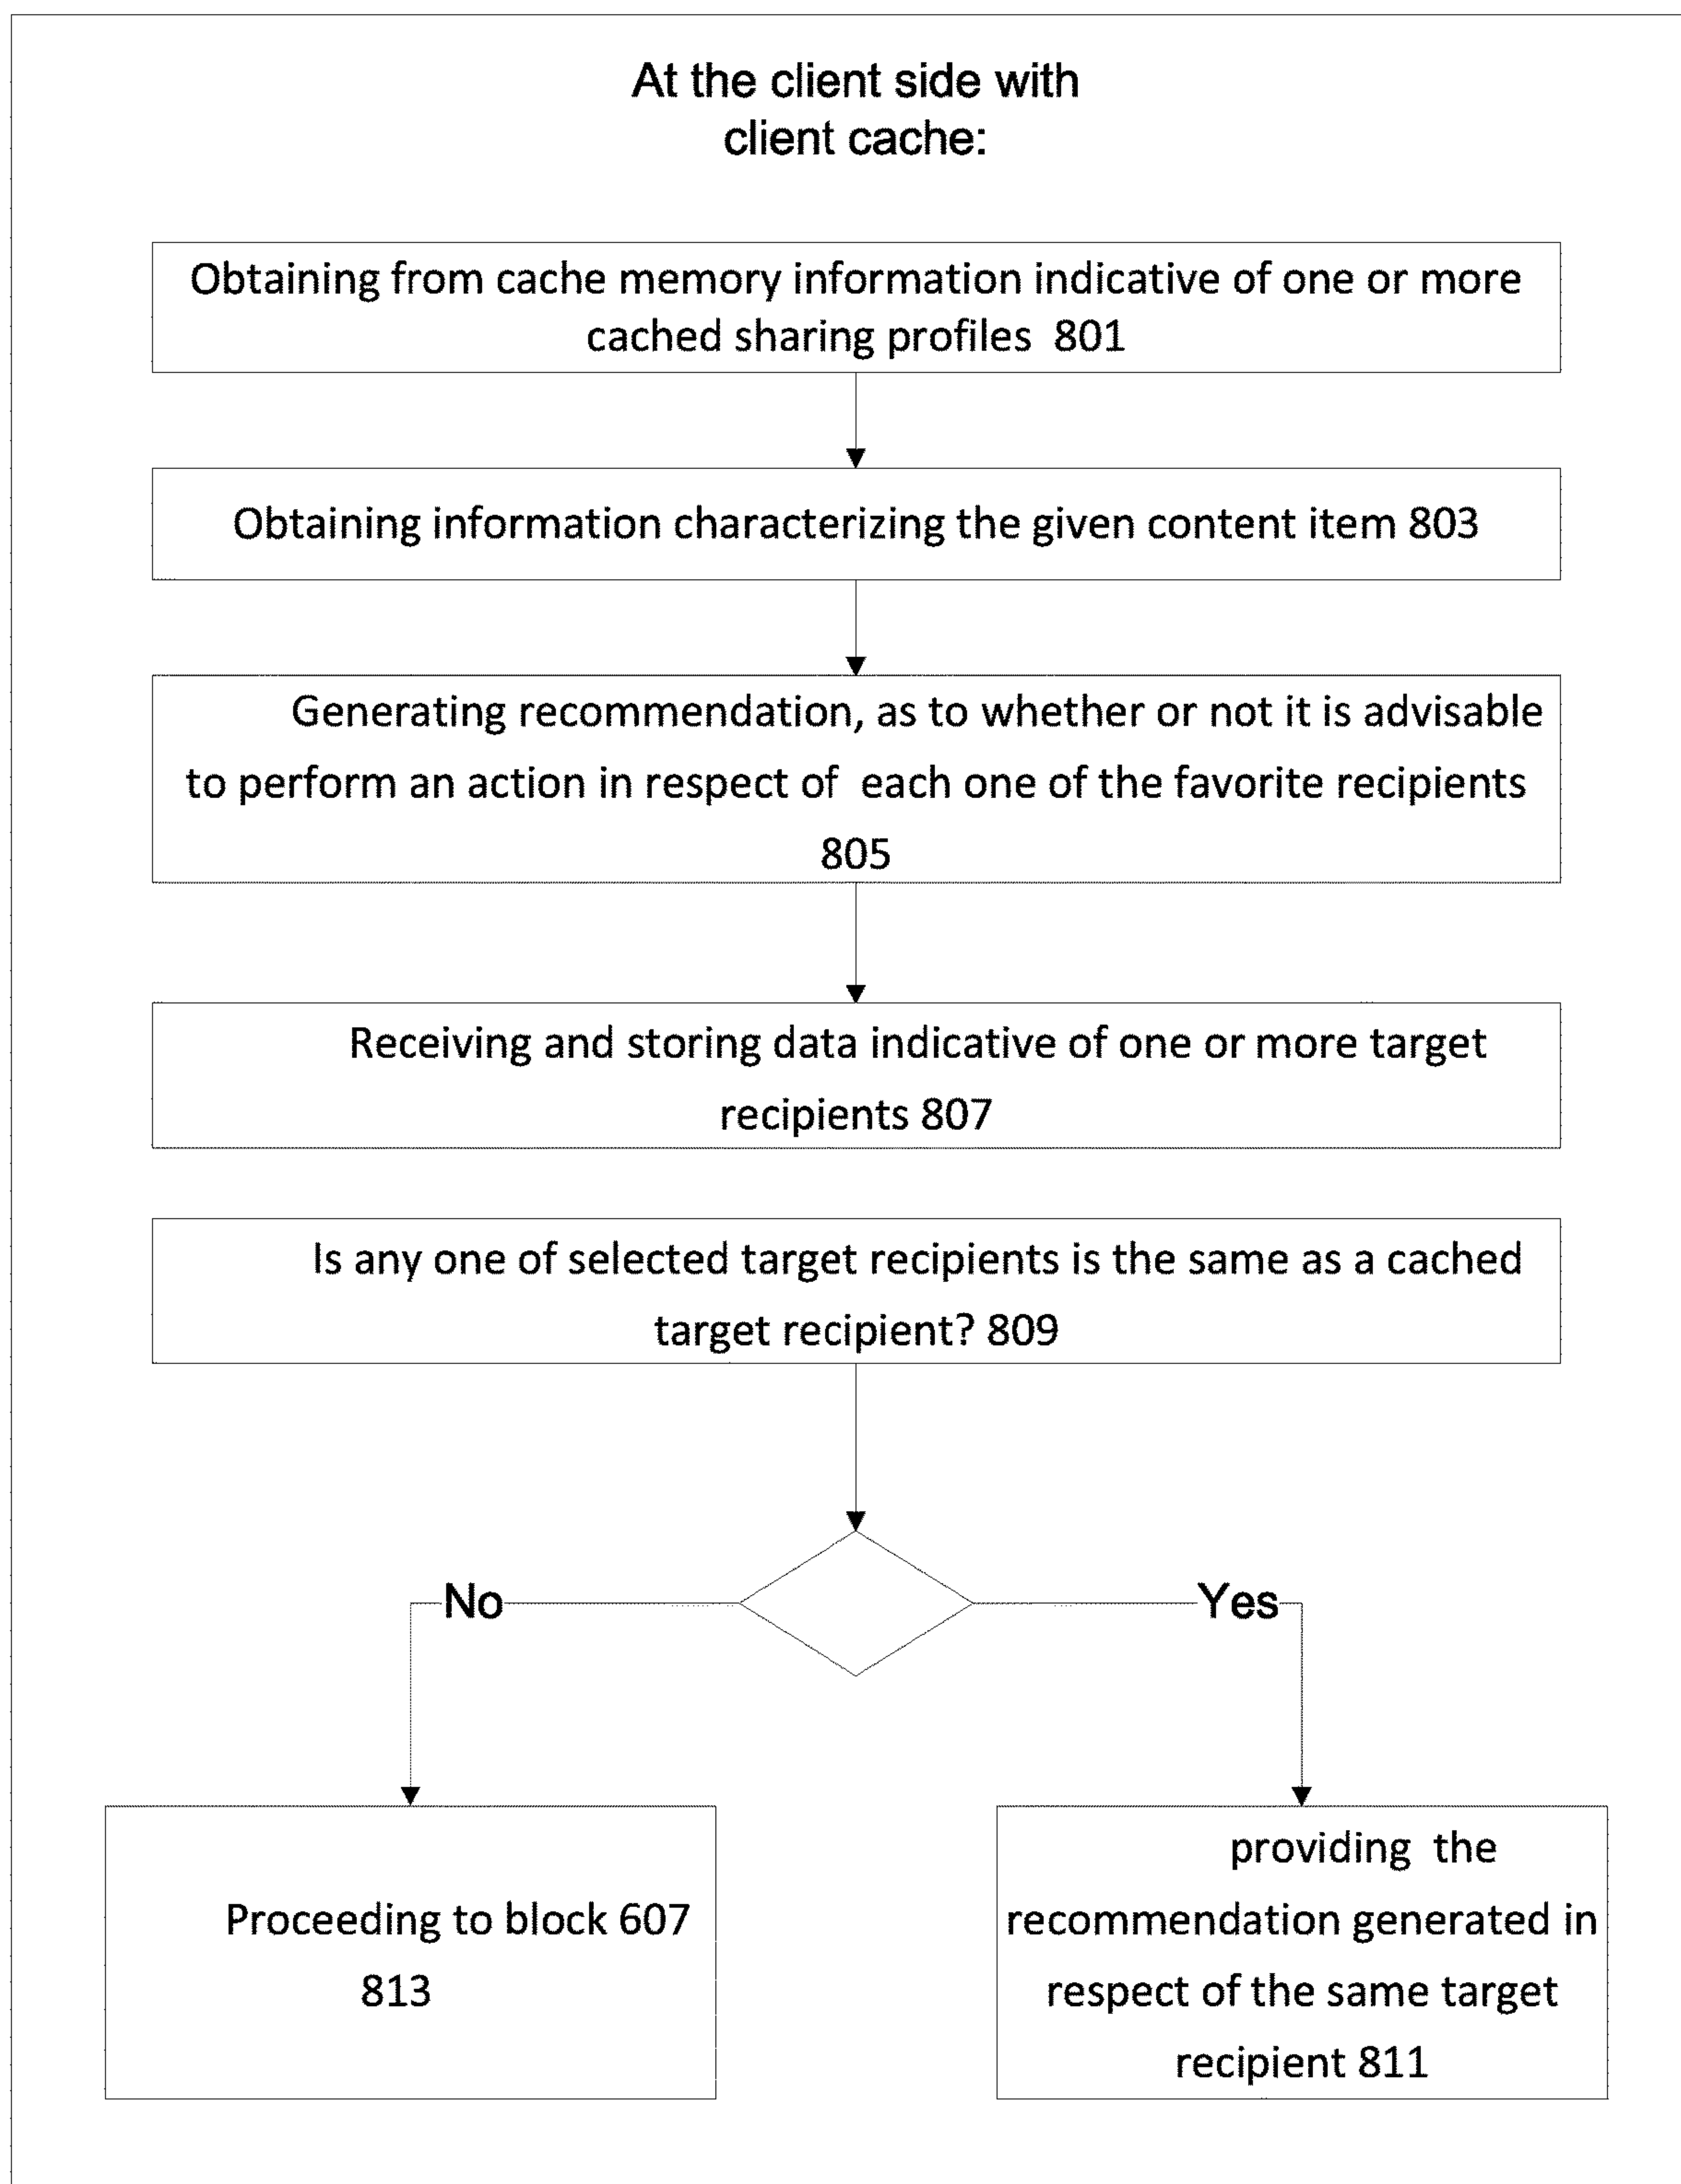 At the client side with
client cache:
Obtaining from cache memory information indicative of one or more
cached sharing profiles 801
Obtaining information characterizing the given content item 803
Generating recommendation, as to whether or not it is advisable
to perform an action in respect of each one of the favorite recipients
805
Receiving and storing data indicative of one or more target
recipients 807
Is any one of selected target recipients is the same as a cached
target recipient? 809
No
Yes
Proceeding to block 607
813
providing the
recommendation generated in
respect of the same target
recipient 811